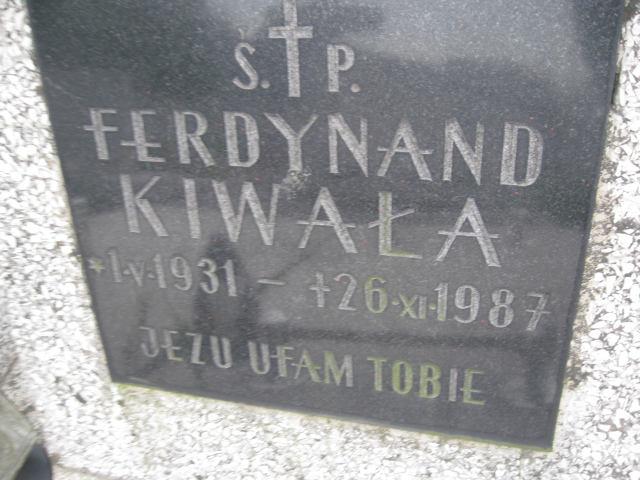 Ś. P.
FERDYNAND
KIWAŁA
*1-V-1931 - +26-XI-1987
JEZU UFAM TOBIE